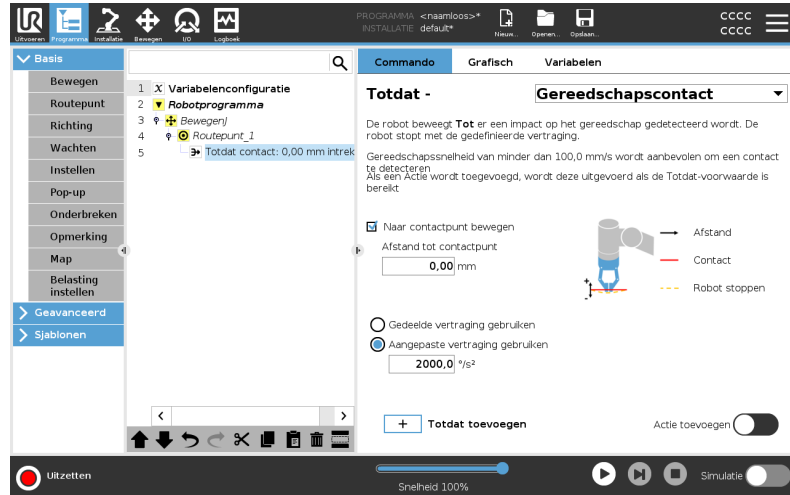 UR
Uitvoeren
Programma
Installatie
Bewegen
I/O
Logboek
PROGRAMMA <naamloos>*
INSTALLATIE default*
Nieuw...
Openen...
Opslaan...
cccc
cccc
Basis
Bewegen
Routepunt
Richting
Wachten
Instellen
Pop-up
Onderbreken
Opmerking
Map
Belasting
instellen
Geavanceerd
Sjablonen
1 X Variabelenconfiguratie
2 Robotprogramma
3 BewegenJ
4 Routepunt_1
5 Totdat contact: 0,00 mm intrek
Commando
Grafisch
Variabelen
Totdat -
Gereedschapscontact
De robot beweegt Tot er een impact op het gereedschap gedetecteerd wordt. De
robot stopt met de gedefinieerde vertraging.
Gereedschapssnelheid van minder dan 100,0 mm/s wordt aanbevolen om een contact
te detecteren
Als een Actie wordt toegevoegd, wordt deze uitgevoerd als de Totdat-voorwaarde is
bereikt
Naar contactpunt bewegen
Afstand tot contactpunt
0,00 mm
Afstand
Contact
Robot stoppen
+
-
Gedeelde vertraging gebruiken
Aangepaste vertraging gebruiken
2000,0 °/s²
+ Totdat toevoegen
Actie toevoegen
Uitzetten
Snelheid 100%
Simulatie